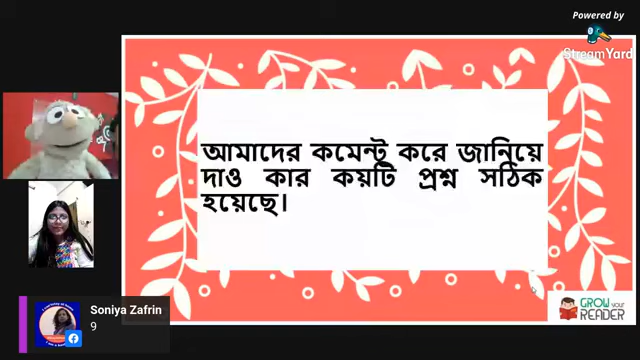 Powered by
StreamYard
আমাদের কমেন্ট করে জানিয়ে
দাও কার কয়টি প্রশ্ন সঠিক
হয়েছে।
Soniya Zafrin
9
GROW your
READER